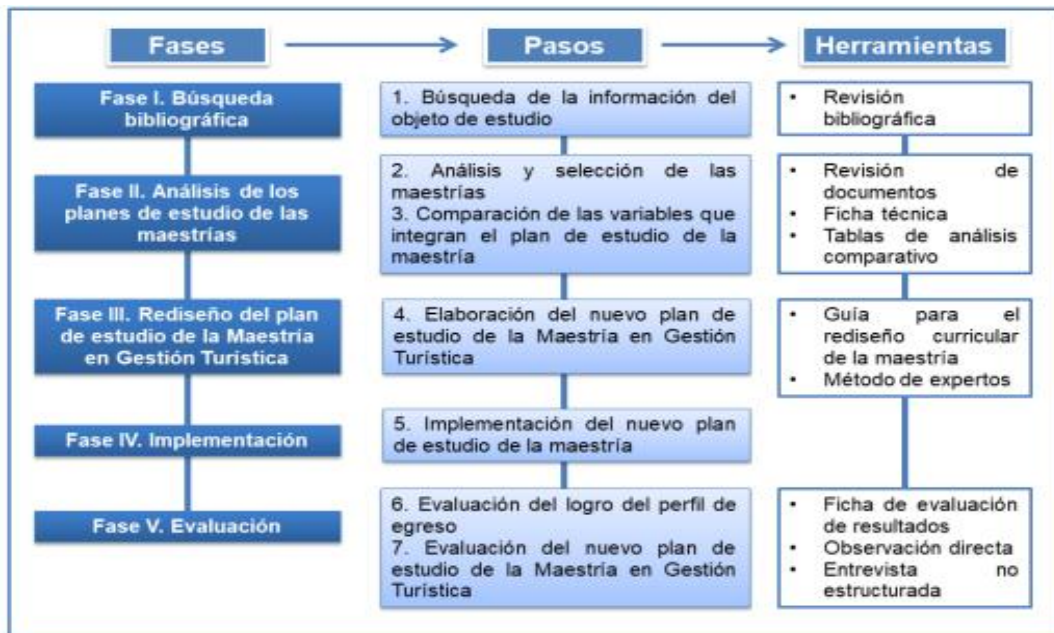 Fases
Pasos
Herramientas
Fase I. Búsqueda
bibliográfica
1. Búsqueda de la información del
objeto de estudio
• Revisión
bibliográfica
Fase II. Análisis de los
planes de estudio de las
maestrías
2. Análisis y selección de las
maestrías
3. Comparación de las variables que
integran el plan de estudio de la
maestría
• Revisión de
documentos
• Ficha técnica
• Tablas de análisis
comparativo
Fase III. Rediseño del plan
de estudio de la Maestría
en Gestión Turística
4. Elaboración del nuevo plan de
estudio de la Maestría en Gestión
Turística
• Guía para el
rediseño curricular
de la maestría
• Método de expertos
Fase IV. Implementación
5. Implementación del nuevo plan
de estudio de la maestría
Fase V. Evaluación
6. Evaluación del logro del perfil de
egreso
7. Evaluación del nuevo plan de
estudio de la Maestría en Gestión
Turística
• Ficha de evaluación
de resultados
• Observación directa
• Entrevista no
estructurada